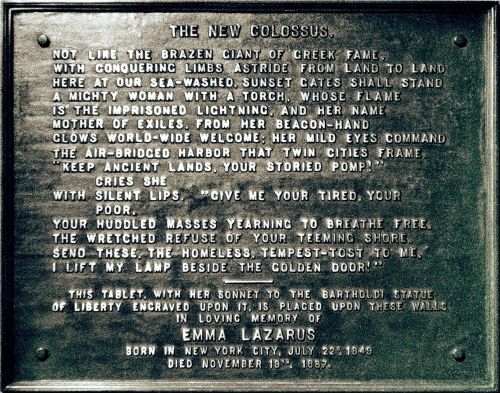 THE NEW COLOSSUS.
NOT LIKE THE BRAZEN GIANT OF GREEK FAME,
WITH CONQUERING LIMBS ASTRIDE FROM LAND TO LAND
HERE AT OUR SEA-WASHED, SUNSET GATES SHALL STAND
A MIGHTY WOMAN WITH A TORCH, WHOSE FLAME
IS THE IMPRISONED LIGHTNING, AND HER NAME
MOTHER OF EXILES. FROM HER BEACON-HAND
GLOWS WORLD-WIDE WELCOME; HER MILD EYES COMMAND
THE AIR-BRIDGED HARBOR THAT TWIN CITIES FRAME.
"KEEP ANCIENT LANDS, YOUR STORIED POMP!"
CRIES SHE
WITH SILENT LIPS. "GIVE ME YOUR TIRED, YOUR
POOR,
YOUR HUDDLED MASSES YEARNING TO BREATHE FREE,
THE WRETCHED REFUSE OF YOUR TEEMING SHORE.
SEND THESE, THE HOMELESS, TEMPEST-TOST TO ME,
I LIFT MY LAMP BESIDE THE GOLDEN DOOR!"
THIS TABLET, WITH HER SONNET TO THE BARTHOLDI STATUE
OF LIBERTY ENGRAVED UPON IT, IS PLACED UPON THESE WALLS
IN LOVING MEMORY OF
EMMA LAZARUS
BORN IN NEW YORK CITY, JULY 22D, 1849
DIED NOVEMBER 19TH, 1887.